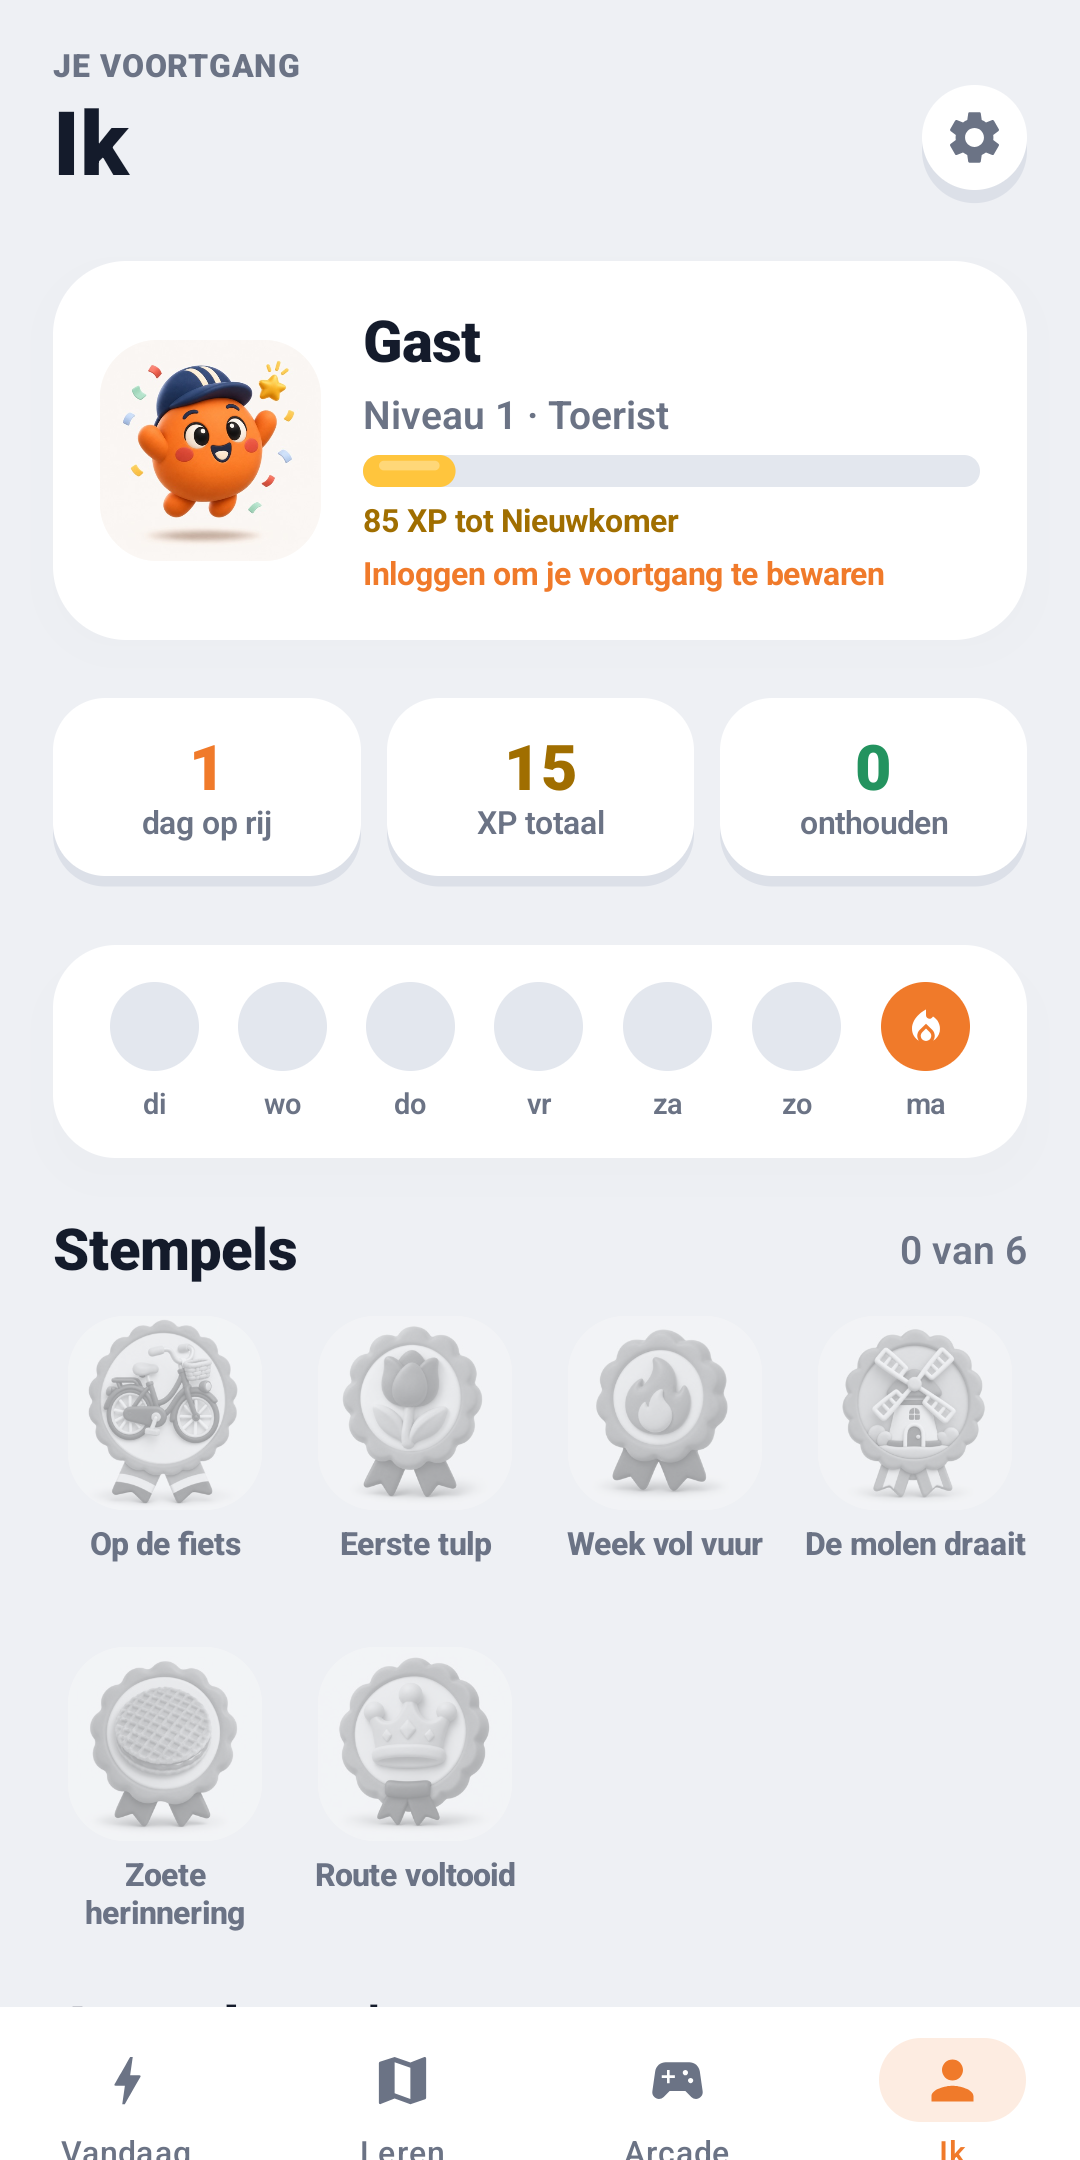 JE VOORTGANG
Ik
Gast
Niveau 1 · Toerist
85 XP tot Nieuwkomer
Inloggen om je voortgang te bewaren
1
dag op rij
15
XP totaal
0
onthouden
di wo do vr za zo ma
Stempels
0 van 6
Op de fiets
Eerste tulp
Week vol vuur
De molen draait
Zoete
herinnering
Route voltooid
Vandaag
Leren
Arcade
Ik